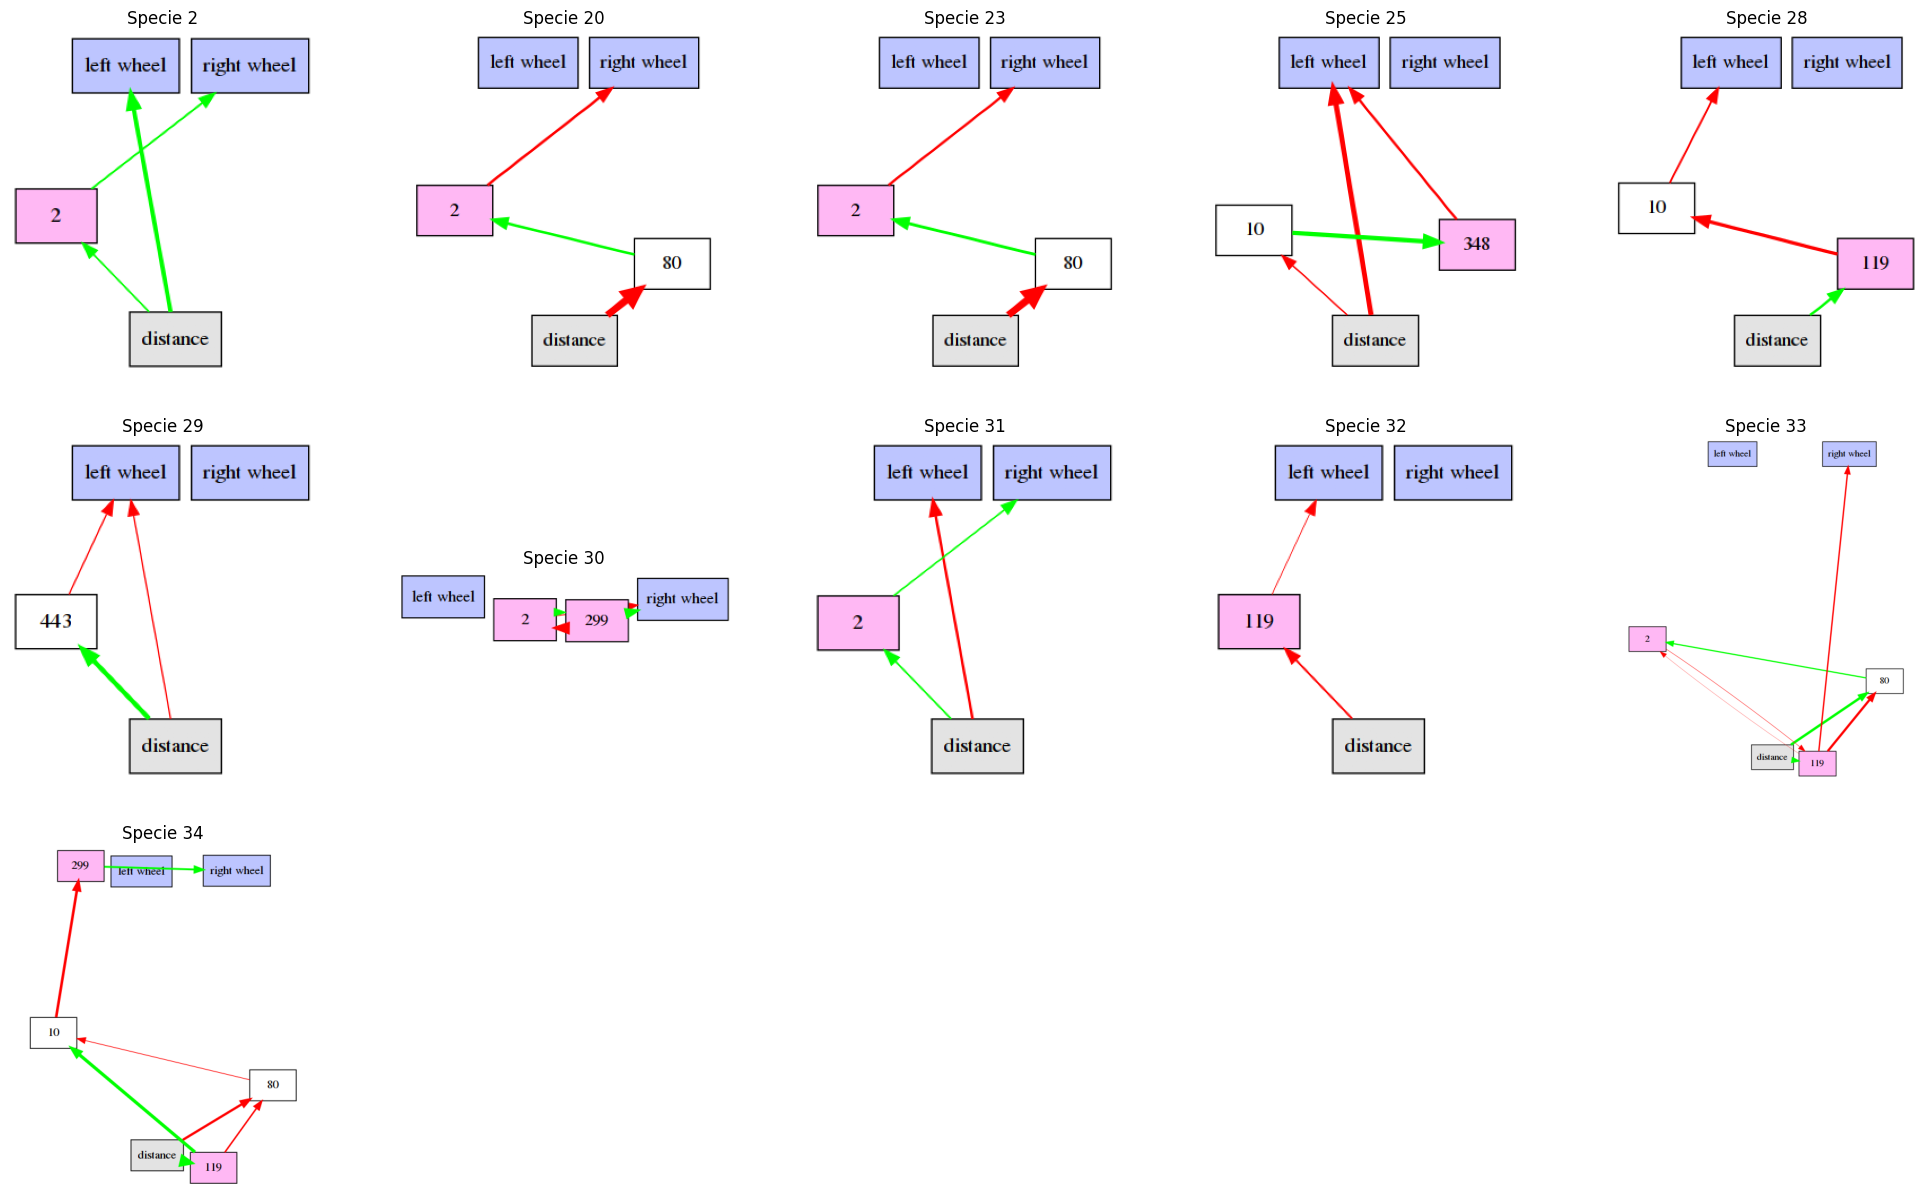 Specie 2
left wheel
right wheel
2
distance
Specie 20
left wheel
right wheel
2
80
distance
Specie 23
left wheel
right wheel
2
80
distance
Specie 25
left wheel
right wheel
10
348
distance
Specie 28
left wheel
right wheel
10
119
distance
Specie 29
left wheel
right wheel
443
distance
Specie 30
left wheel
2
299
right wheel
Specie 31
left wheel
right wheel
2
distance
Specie 32
left wheel
right wheel
119
distance
Specie 33
left wheel
right wheel
2
80
distance
119
Specie 34
299
left wheel
right wheel
10
80
distance
119